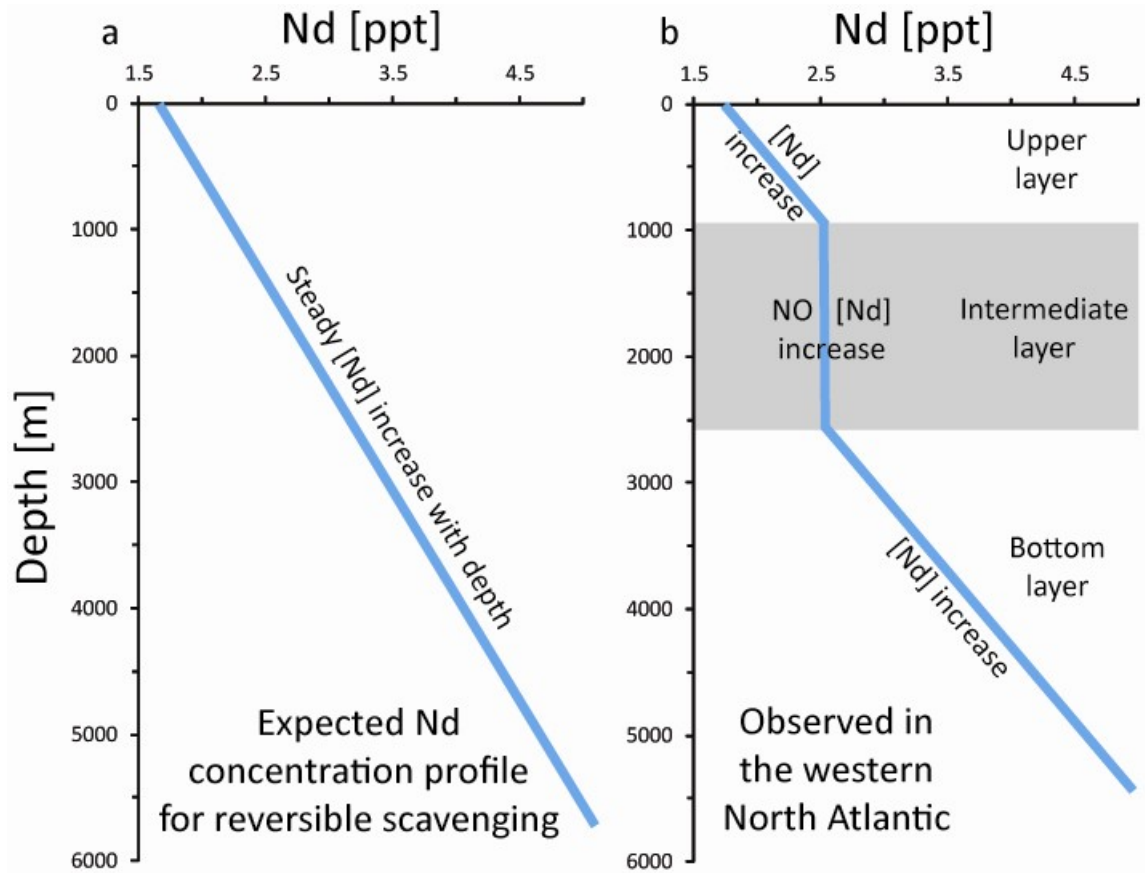 a
Nd [ppt]
1.5 2.5 3.5 4.5
0
1000
2000
3000
4000
5000
6000
Depth [m]
Steady [Nd] increase with depth
Expected Nd
concentration profile
for reversible scavenging
b
Nd [ppt]
1.5 2.5 3.5 4.5
0
1000
2000
3000
4000
5000
6000
[Nd]
increase
Upper
layer
NO [Nd]
increase
Intermediate
layer
[Nd] increase
Bottom
layer
Observed in
the western
North Atlantic